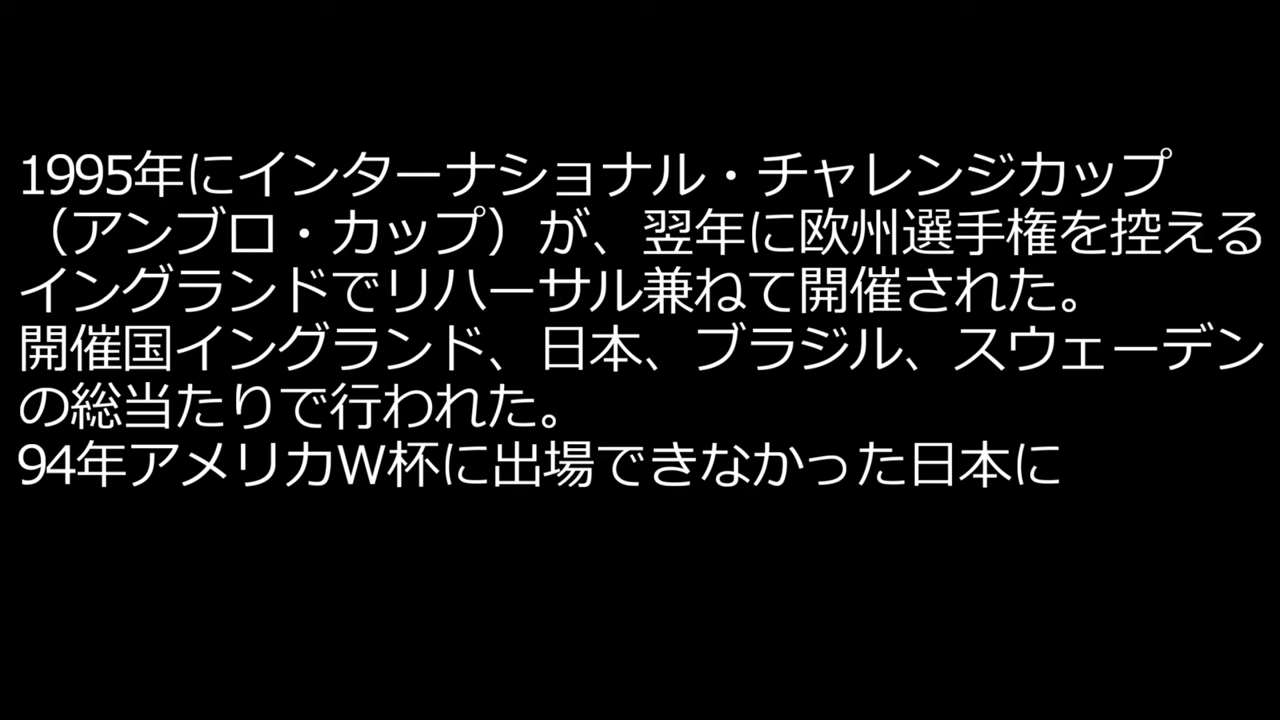 1995年にインターナショナル・チャレンジカップ
（アンブロ・カップ）が、翌年に欧州選手権を控える
イングランドでリハーサル兼ねて開催された。
開催国イングランド、日本、ブラジル、スウェーデン
の総当たりで行われた。
94年アメリカW杯に出場できなかった日本に